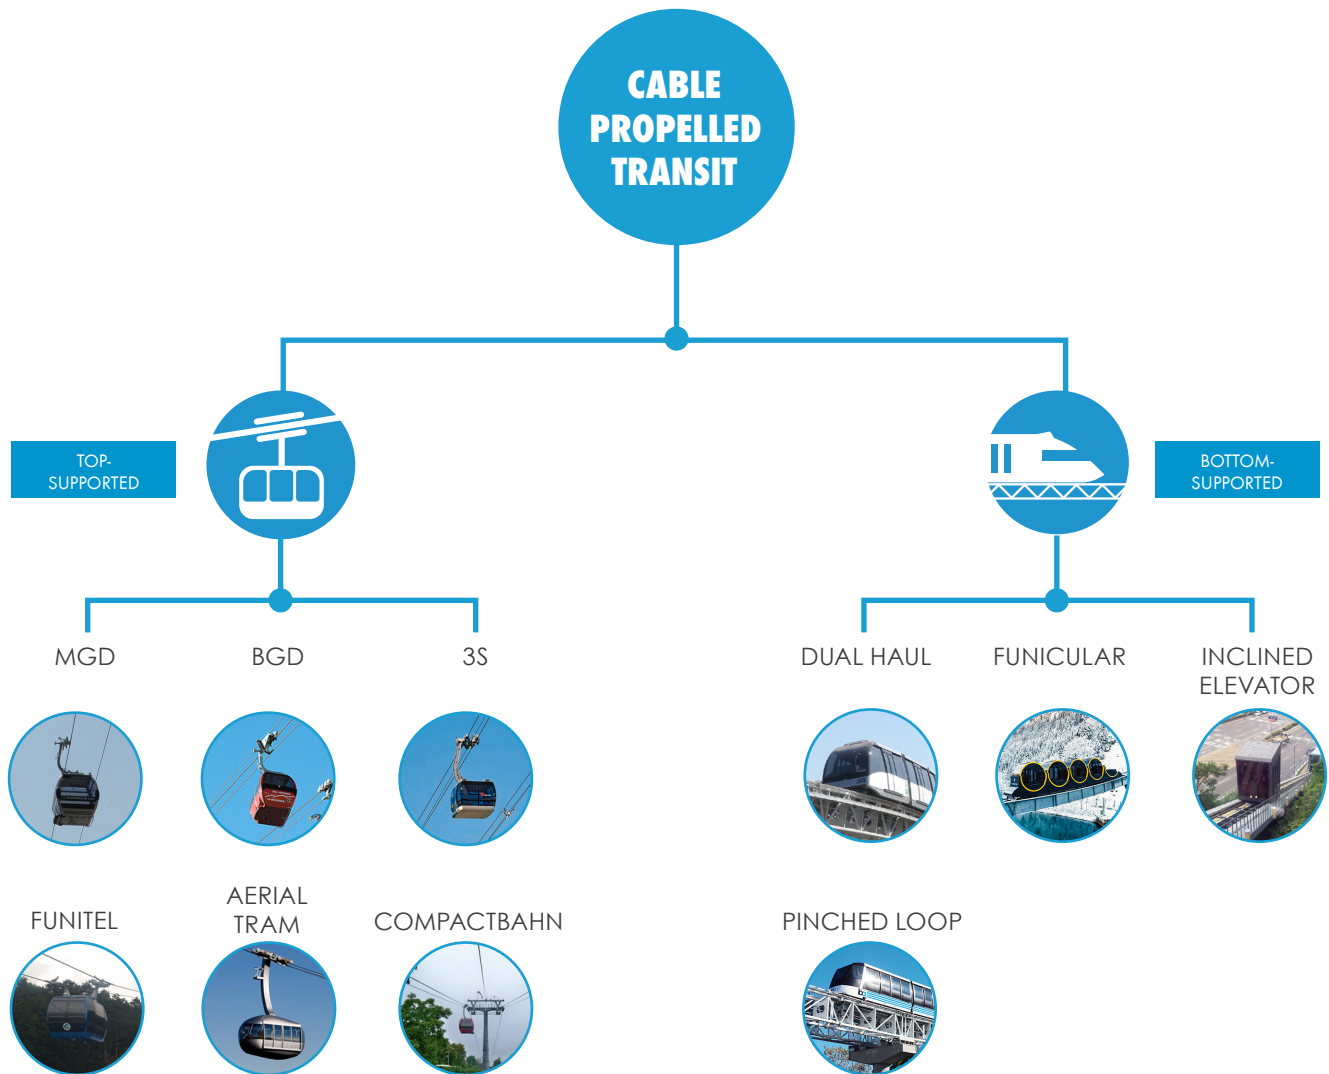 CABLE
PROPELLED
TRANSIT
TOP-
SUPPORTED
BOTTOM-
SUPPORTED
MGD
BGD
3S
DUAL HAUL
FUNICULAR
INCLINED
ELEVATOR
FUNITEL
AERIAL
TRAM
COMPACTBAHN
PINCHED LOOP